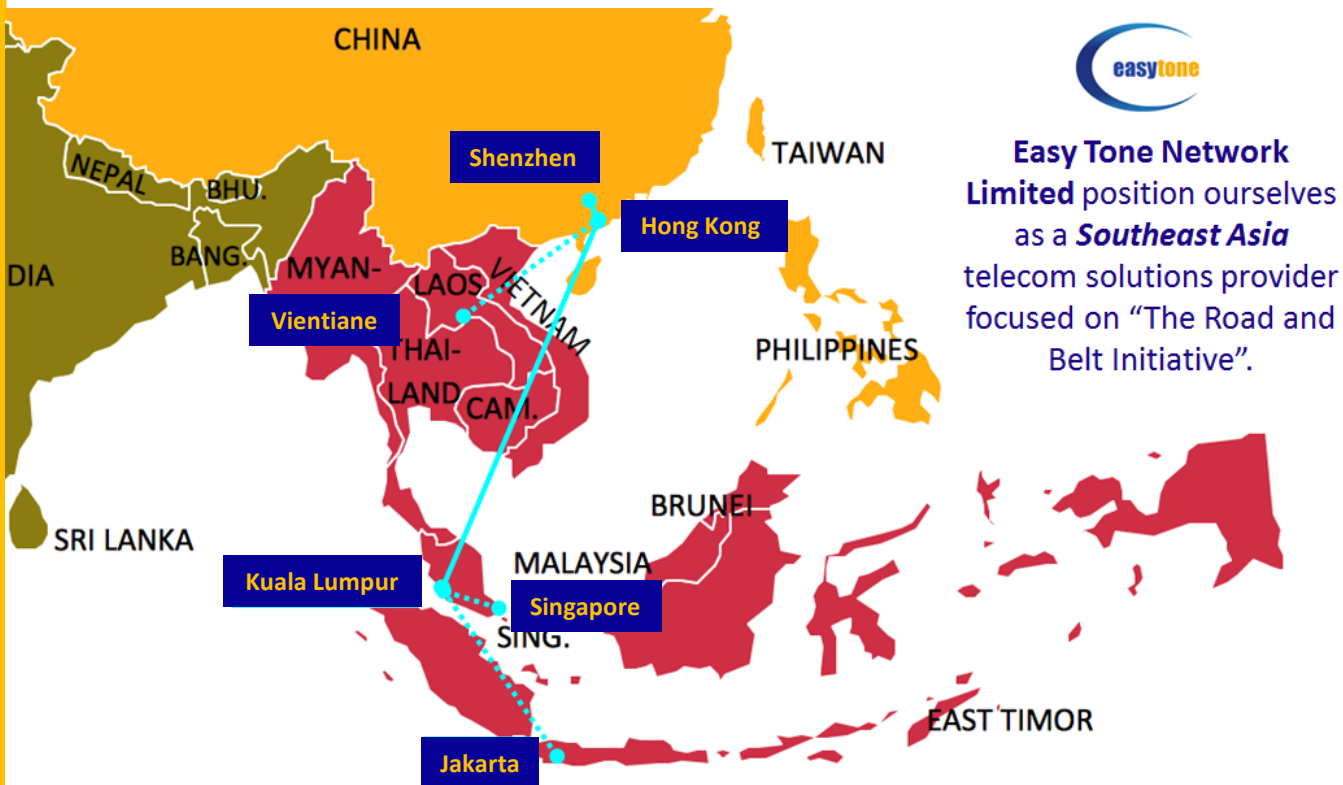 CHINA
easytone
Easy Tone Network
Limited position ourselves
as a Southeast Asia
telecom solutions provider
focused on “The Road and
Belt Initiative”.
Shenzhen
TAIWAN
NEPAL
BHU.
Hong Kong
BANG.
DIA
MYAN-
LAOS
VIETNAM
Vientiane
THAI-
LAND
CAM.
PHILIPPINES
BRUNEI
SRI LANKA
MALAYSIA
Kuala Lumpur
Singapore
SING.
EAST TIMOR
Jakarta